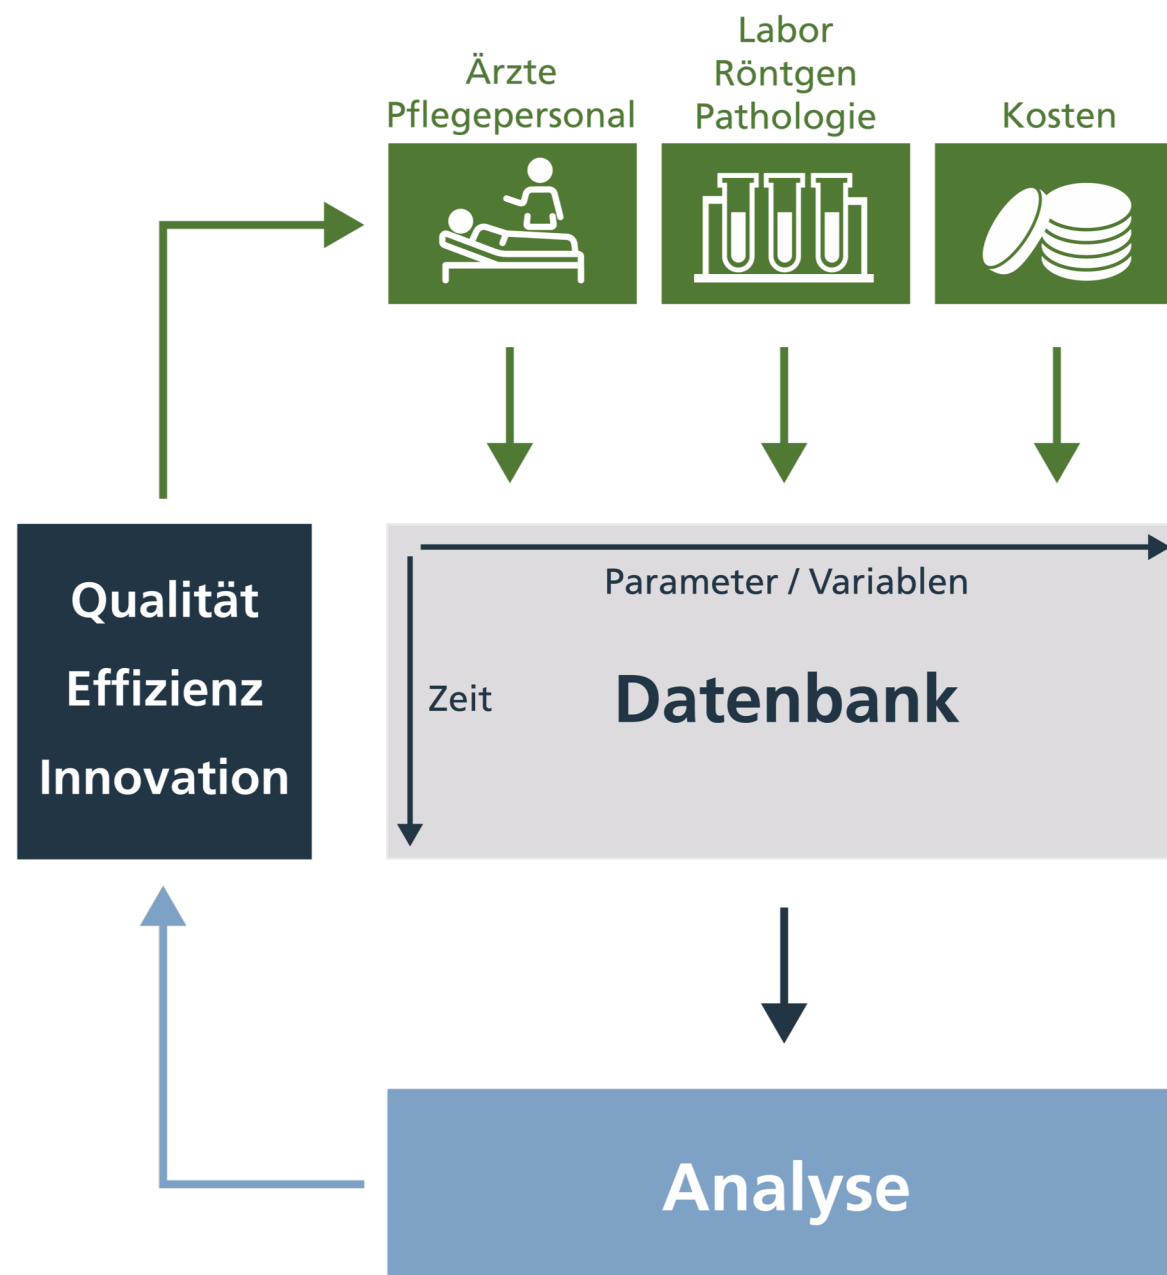 Ärzte
Pflegepersonal
Labor
Röntgen
Pathologie
Kosten
Qualität
Effizienz
Innovation
Parameter / Variablen
Zeit
Datenbank
Analyse